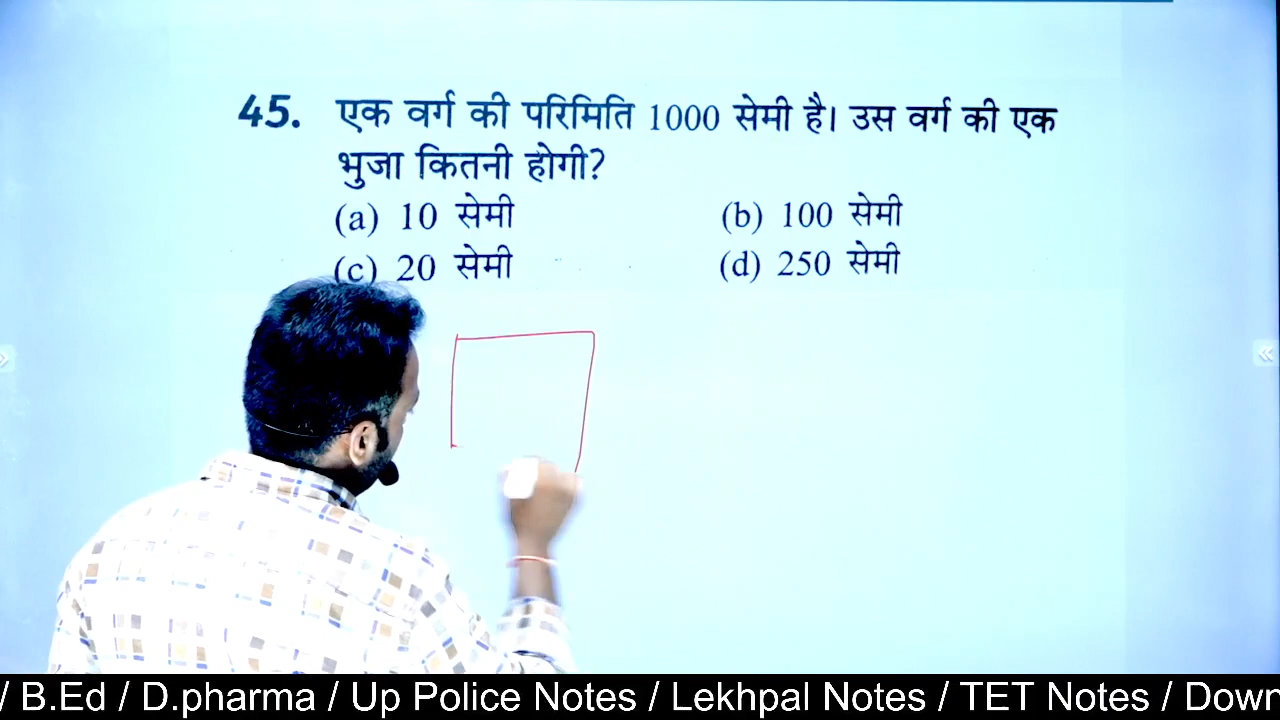 45. एक वर्ग की परिमिति 1000 सेमी है। उस वर्ग की एक
भुजा कितनी होगी?
(a) 10 सेमी (b) 100 सेमी
(c) 20 सेमी (d) 250 सेमी
/ B.Ed / D.pharma / Up Police Notes / Lekhpal Notes / TET Notes / Down